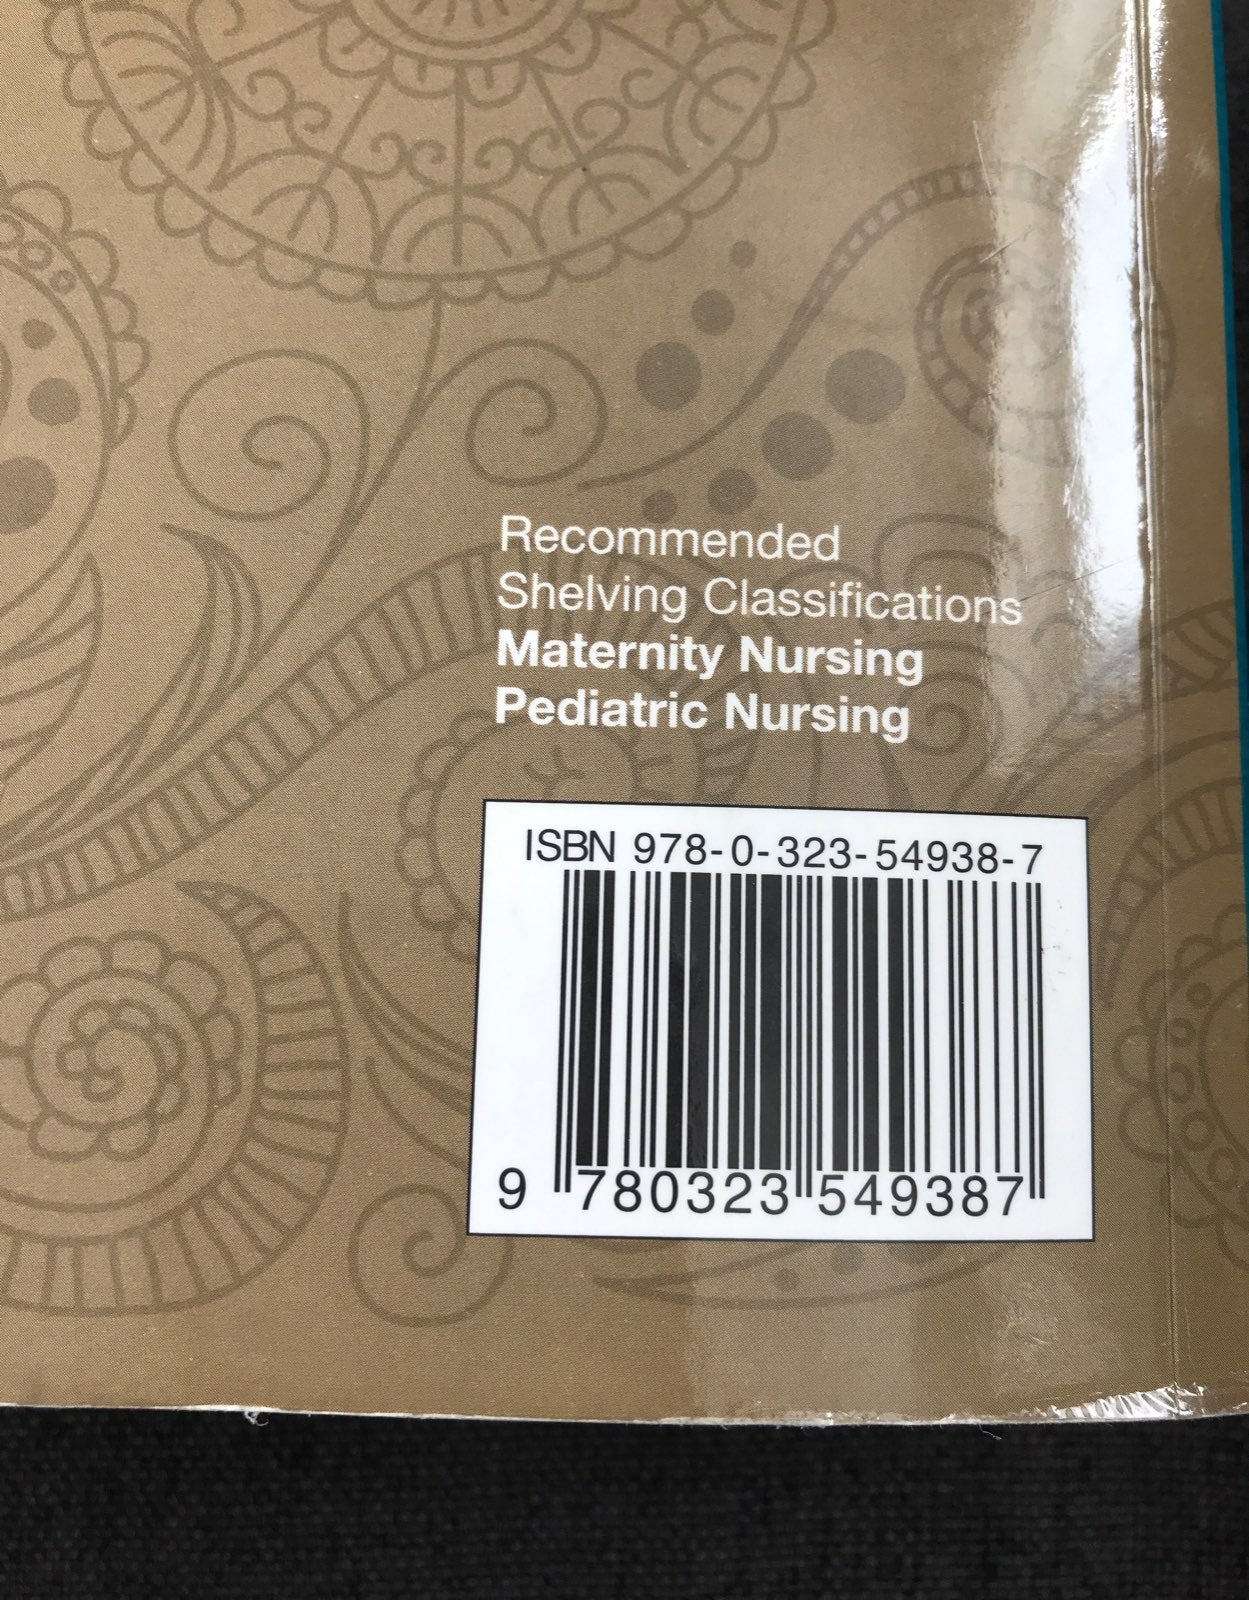 Recommended
Shelving Classifications
Maternity Nursing
Pediatric Nursing
ISBN 978-0-323-54938-7
9 780323 549387